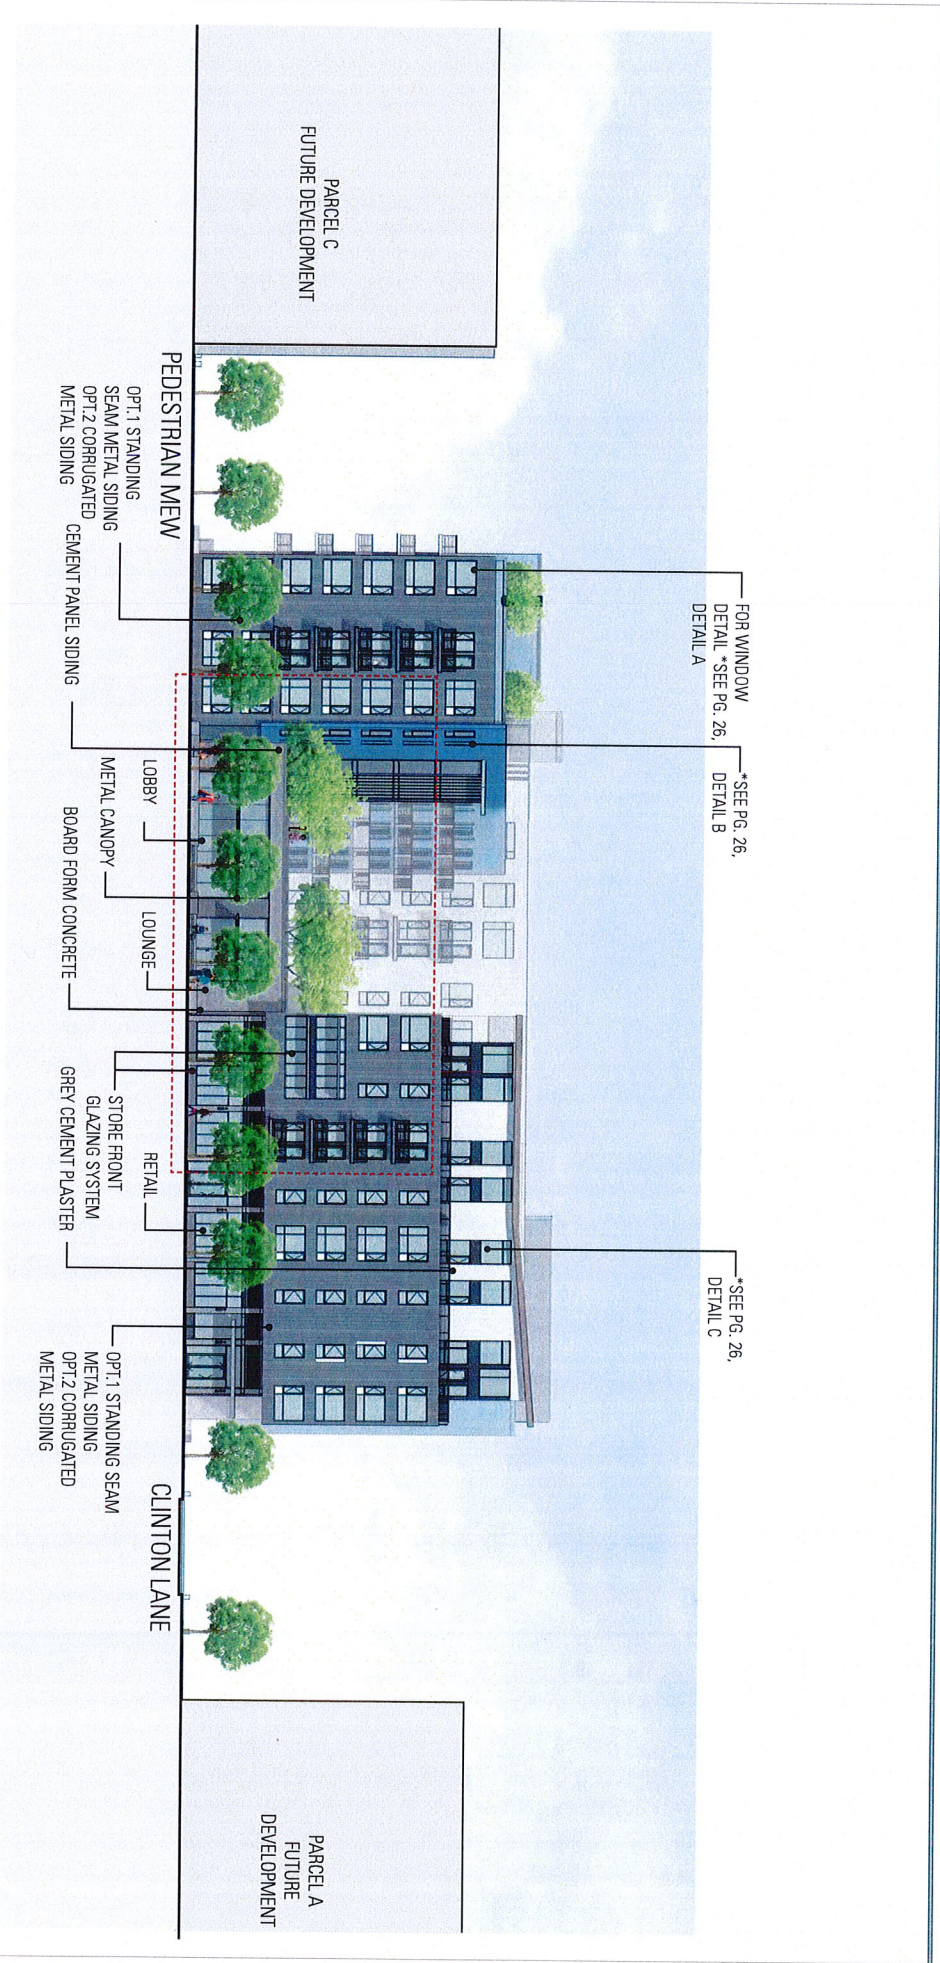 FOR WINDOW
DETAIL *SEE PG. 26,
DETAIL A
*SEE PG. 26,
DETAIL B
*SEE PG. 26,
DETAIL C
PARCEL C
FUTURE DEVELOPMENT
PARCEL A
FUTURE
DEVELOPMENT
PEDESTRIAN MEW
CLINTON LANE
OPT.1 STANDING
SEAM METAL SIDING
OPT.2 CORRUGATED
METAL SIDING
CEMENT PANEL SIDING
LOBBY
METAL CANOPY
LOUNGE
BOARD FORM CONCRETE
STORE FRONT
GLAZING SYSTEM
RETAIL
GREY CEMENT PLASTER
OPT.1 STANDING SEAM
METAL SIDING
OPT.2 CORRUGATED
METAL SIDING